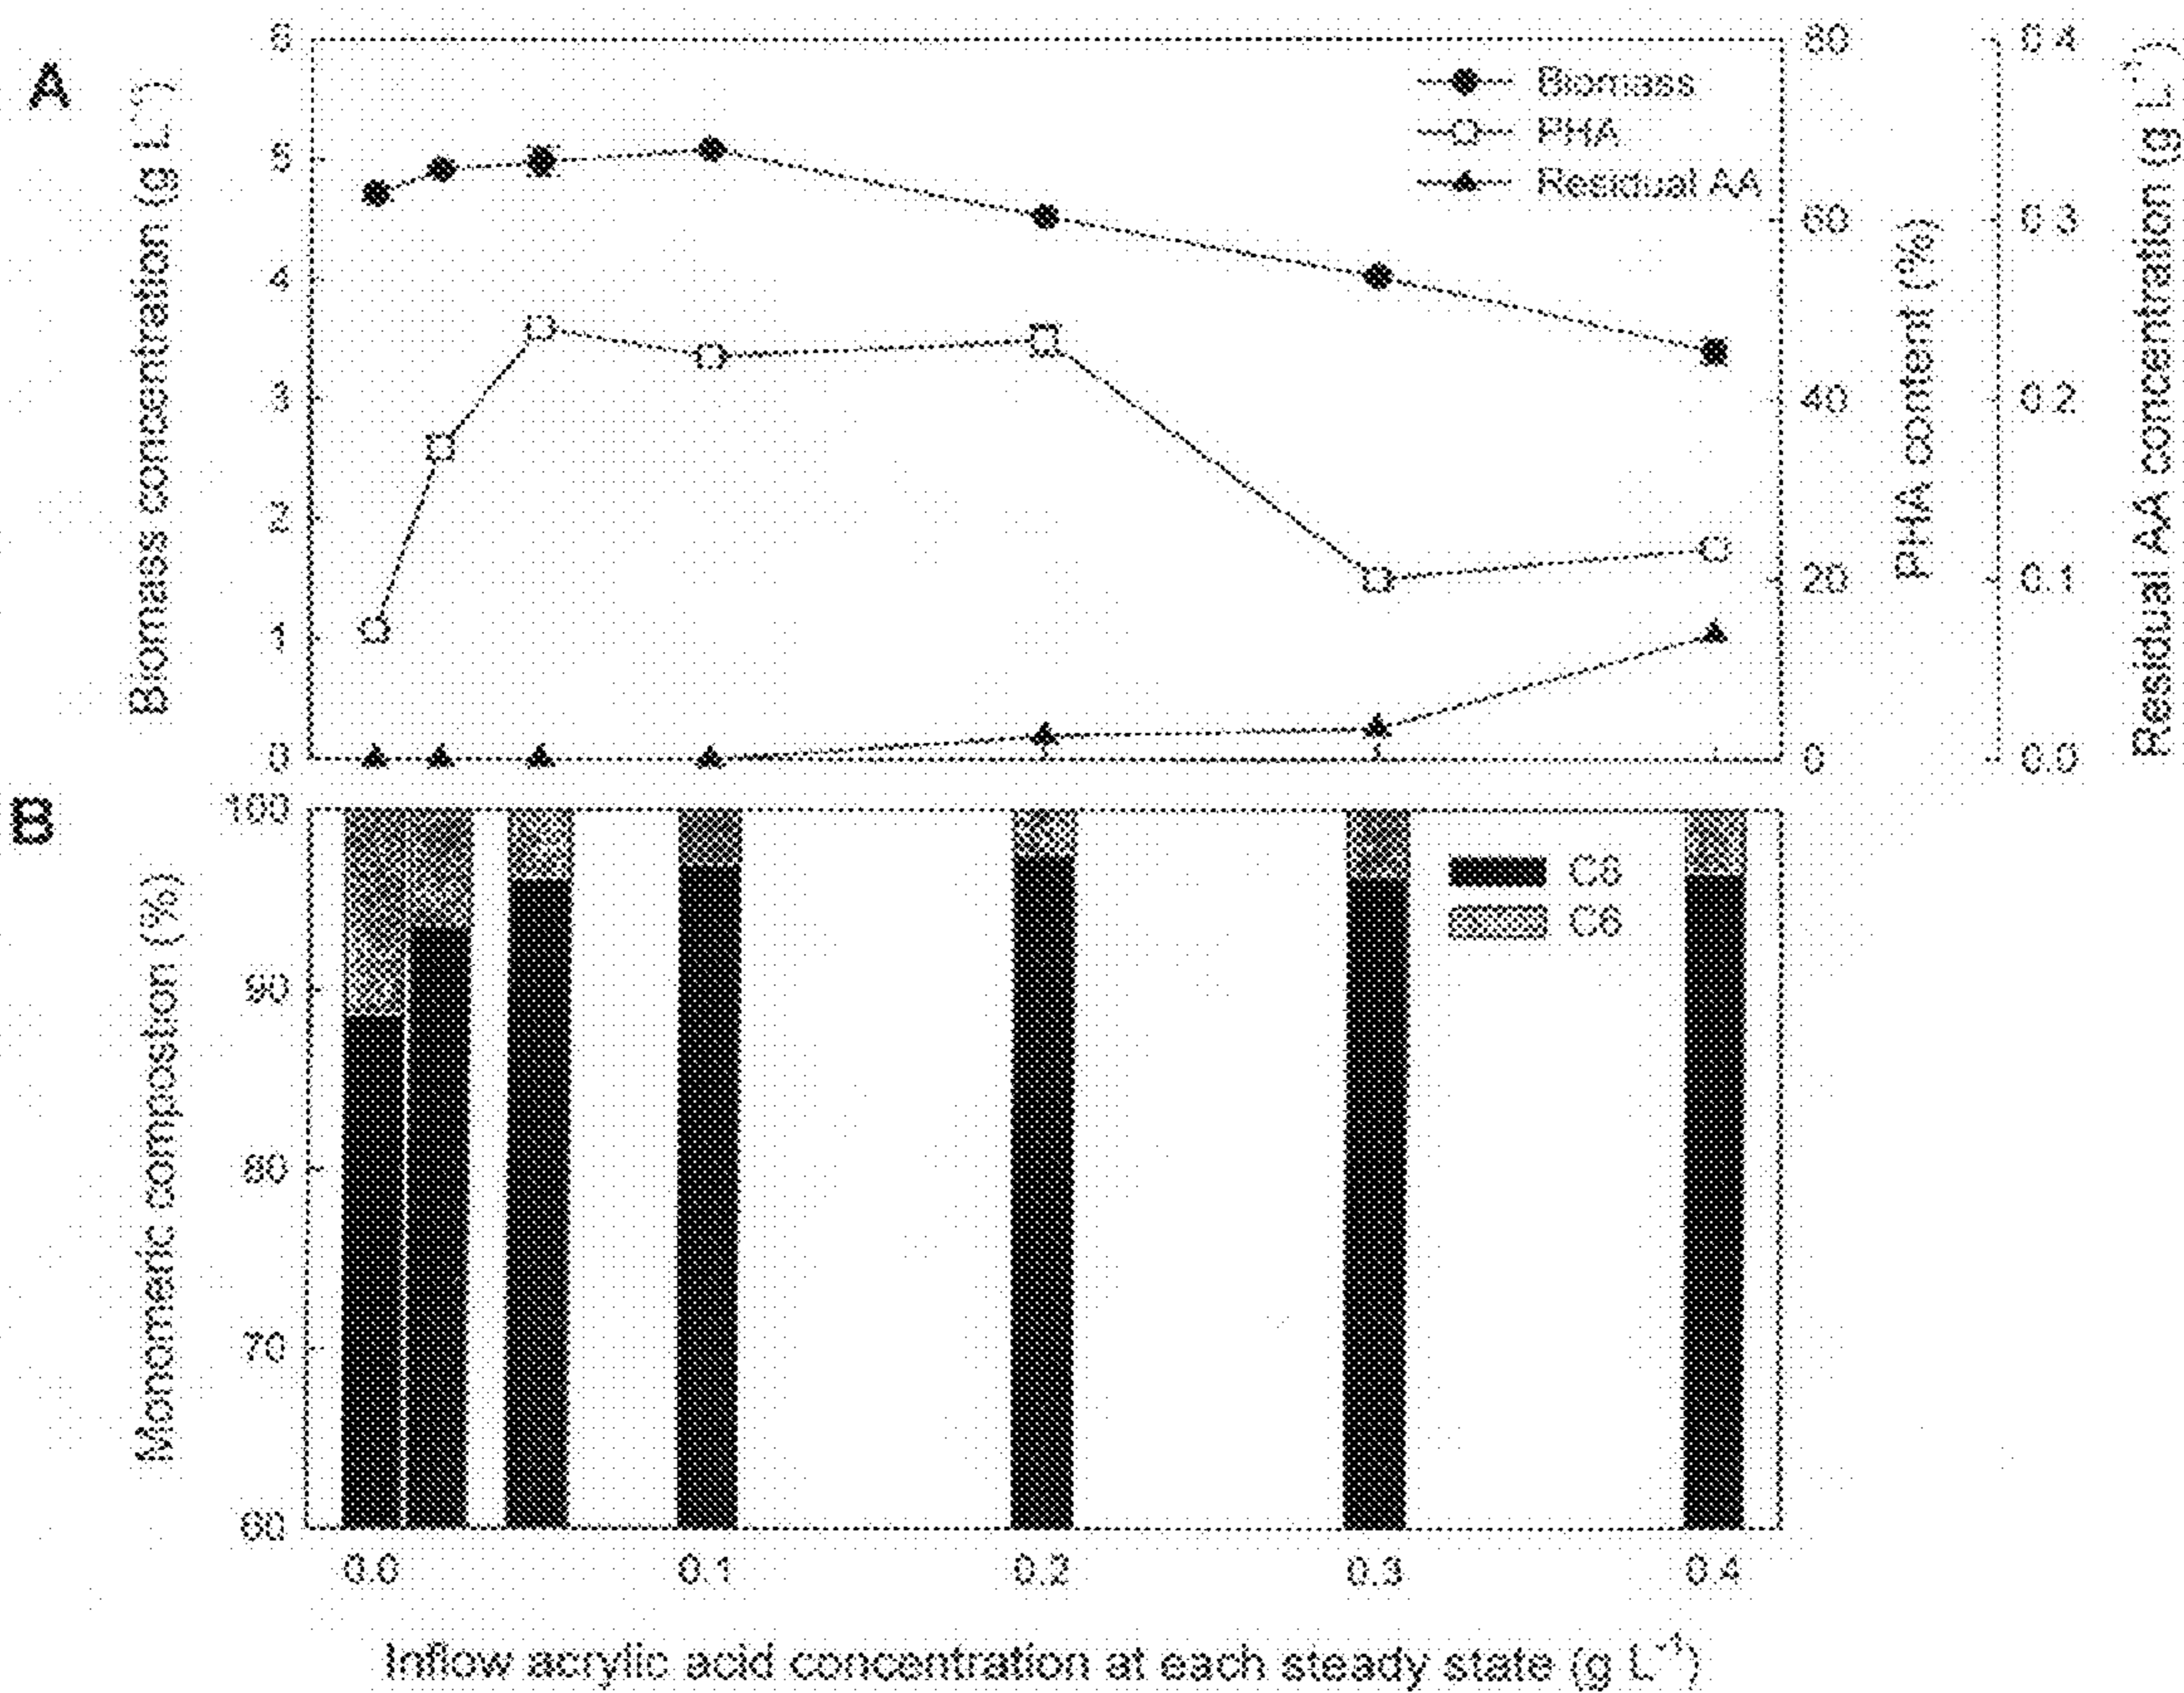 A
Biomass concentration (g L⁻¹)
6
5
4
3
2
1
0
Biomass
PHA
Residual AA
80
60
40
20
0
PHA content (%)
0.4
0.3
0.2
0.1
0.0
Residual AA concentration (g L⁻¹)
B
Monomeric compostion (%)
100
90
80
70
60
C8
C6
0.0 0.1 0.2 0.3 0.4
Inflow acrylic acid concentration at each steady state (g L⁻¹)